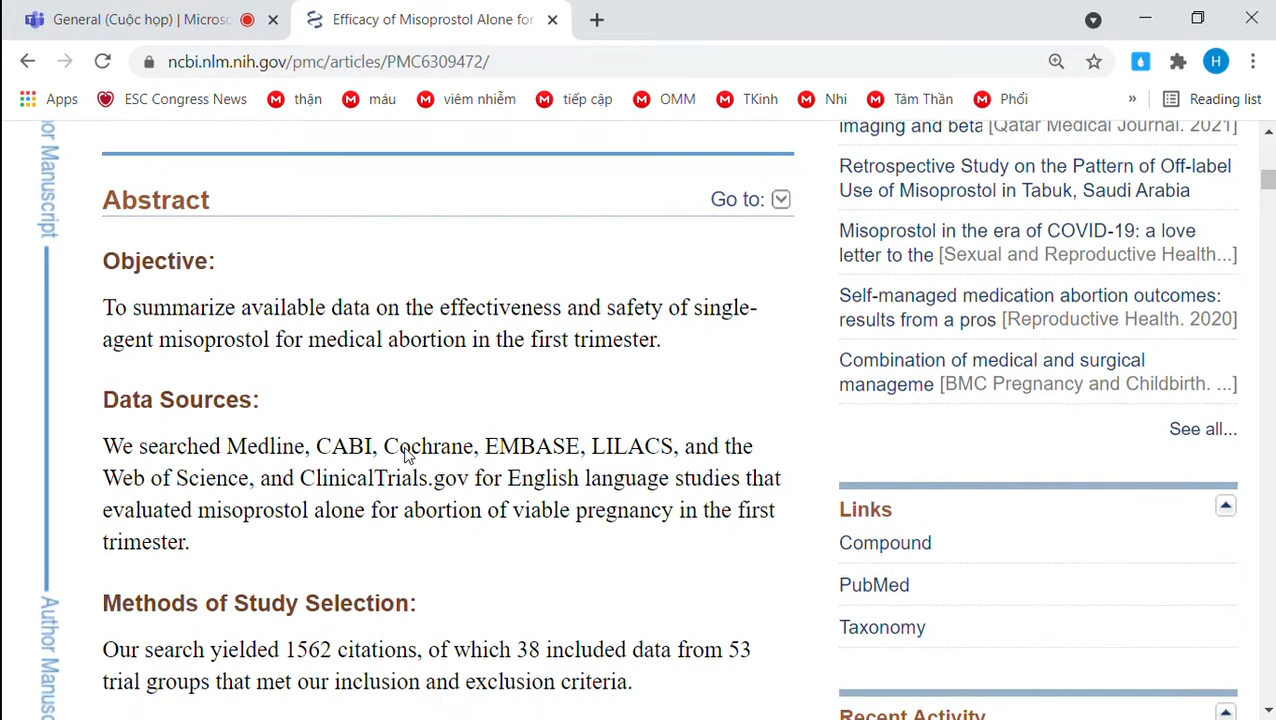 General (Cuộc họp) | Micros
Efficacy of Misoprostol Alone for
ncbi.nlm.nih.gov/pmc/articles/PMC6309472/
H
Apps
ESC Congress News
M thận
M máu
M viêm nhiễm
M tiếp cập
M OMM
M TKinh
M Nhi
M Tâm Thần
M Phổi
»
Reading list
or Manuscript
Author Manusc
Abstract
Go to:
Objective:
To summarize available data on the effectiveness and safety of single-
agent misoprostol for medical abortion in the first trimester.
Data Sources:
We searched Medline, CABI, Cochrane, EMBASE, LILACS, and the
Web of Science, and ClinicalTrials.gov for English language studies that
evaluated misoprostol alone for abortion of viable pregnancy in the first
trimester.
Methods of Study Selection:
Our search yielded 1562 citations, of which 38 included data from 53
trial groups that met our inclusion and exclusion criteria.
imaging and beta [Qatar Medical Journal. 2021]
Retrospective Study on the Pattern of Off-label
Use of Misoprostol in Tabuk, Saudi Arabia
Misoprostol in the era of COVID-19: a love
letter to the [Sexual and Reproductive Health...]
Self-managed medication abortion outcomes:
results from a pros [Reproductive Health. 2020]
Combination of medical and surgical
manageme [BMC Pregnancy and Childbirth. ...]
See all...
Links
Compound
PubMed
Taxonomy
Recent Activity